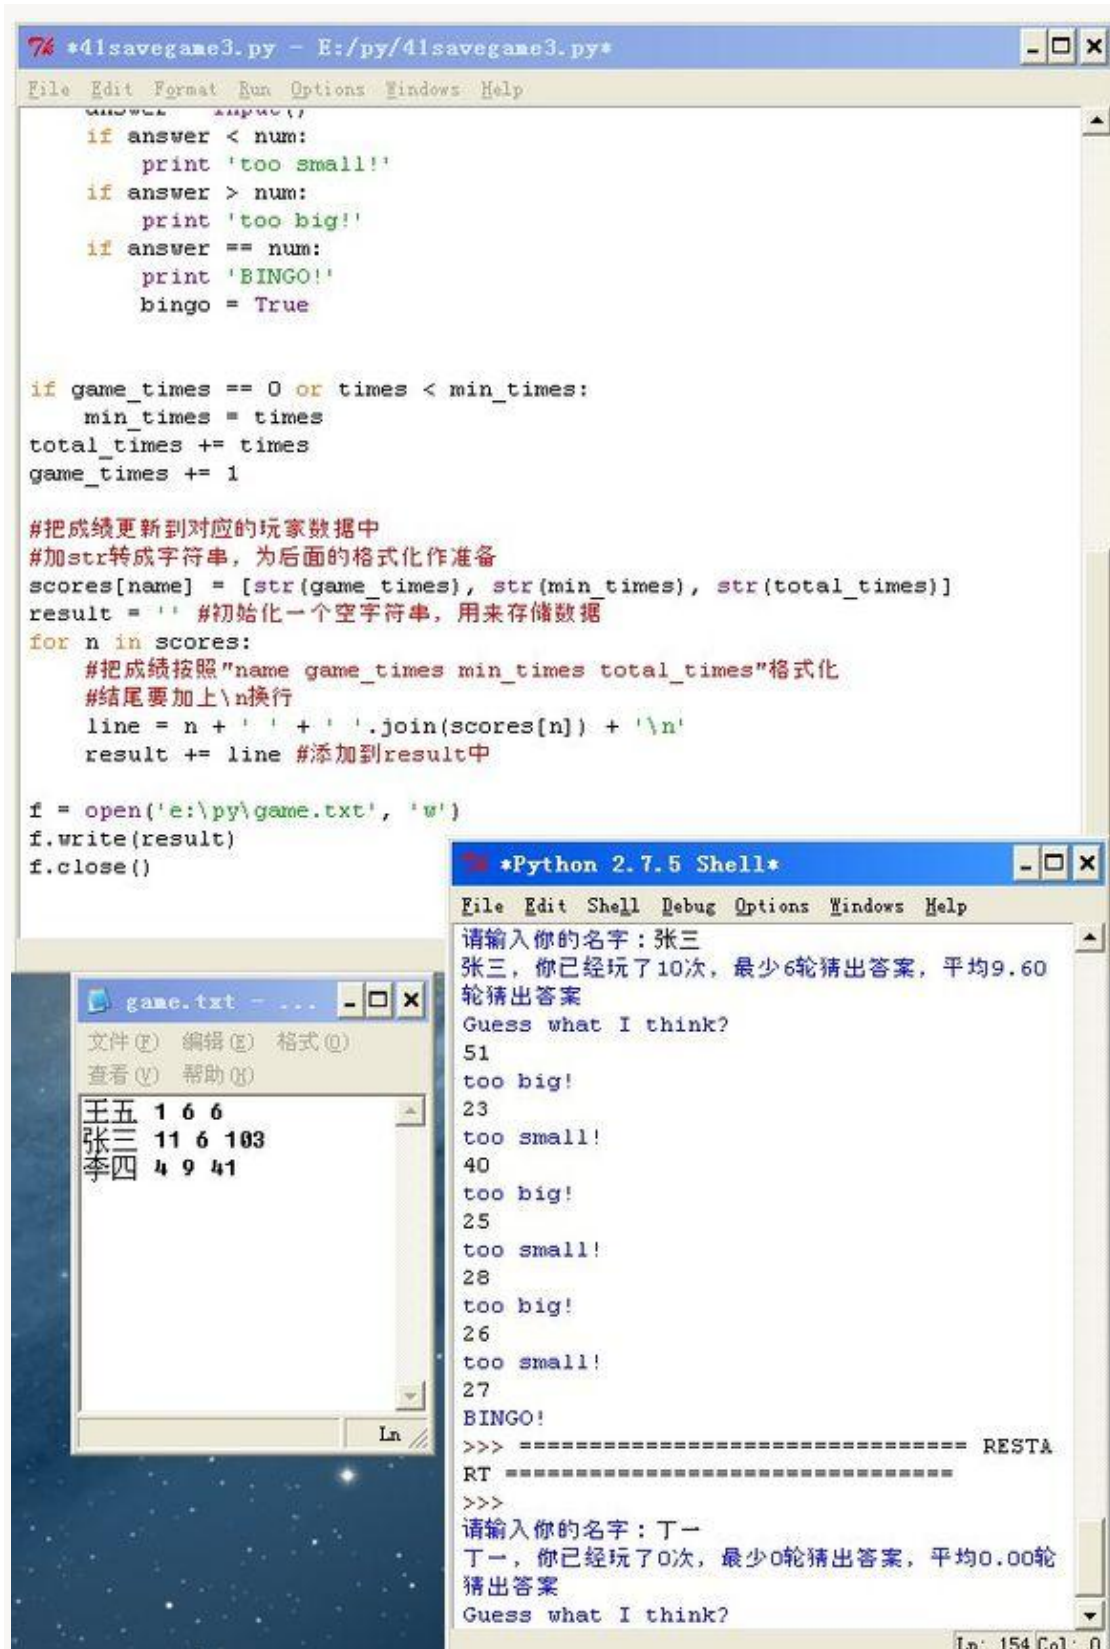 *41savegame3.py - E:/py/41savegame3.py*
File Edit Format Run Options Windows Help
answer = input()
if answer < num:
print 'too small!'
if answer > num:
print 'too big!'
if answer == num:
print 'BINGO!'
bingo = True
if game_times == 0 or times < min_times:
min_times = times
total_times += times
game_times += 1
#把成绩更新到对应的玩家数据中
#加str转成字符串，为后面的格式化作准备
scores[name] = [str(game_times), str(min_times), str(total_times)]
result = '' #初始化一个空字符串，用来存储数据
for n in scores:
#把成绩按照"name game_times min_times total_times"格式化
#结尾要加上\n换行
line = n + ' ' + ' '.join(scores[n]) + '\n'
result += line #添加到result中
f = open('e:\py\game.txt', 'w')
f.write(result)
f.close()
game.txt - ...
文件(F) 编辑(E) 格式(O)
查看(V) 帮助(H)
王五 1 6 6
张三 11 6 103
李四 4 9 41
Ln
*Python 2.7.5 Shell*
File Edit Shell Debug Options Windows Help
请输入你的名字：张三
张三，你已经玩了10次，最少6轮猜出答案，平均9.60
轮猜出答案
Guess what I think?
51
too big!
23
too small!
40
too big!
25
too small!
28
too big!
26
too small!
27
BINGO!
>>> ================================ RESTA
RT ================================
>>>
请输入你的名字：丁一
丁一，你已经玩了0次，最少0轮猜出答案，平均0.00轮
猜出答案
Guess what I think?
Ln: 154 Col: 0